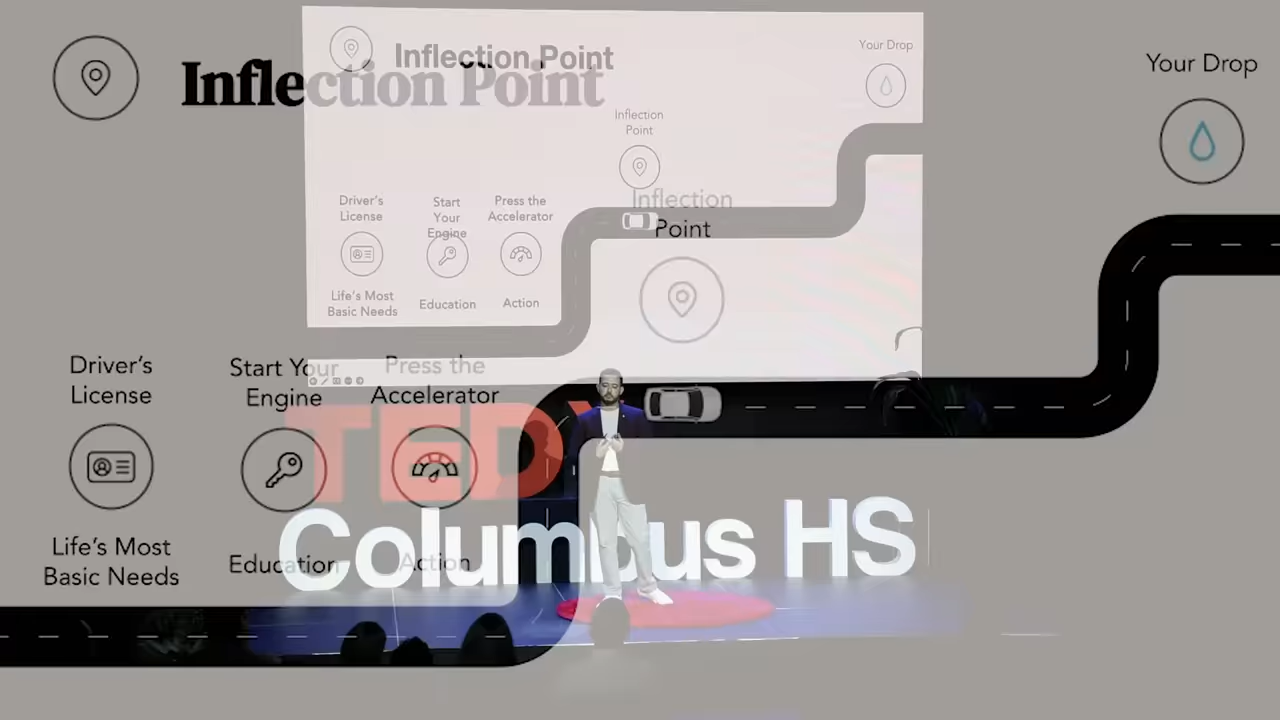 Inflection Point
Your Drop
Inflection
Point
Driver's
License
Start Your
Engine
Press the
Accelerator
Life's Most
Basic Needs
Education
Action
Inflection Point
Your Drop
Inflection
Point
Driver's
License
Start
Your
Engine
Press the
Accelerator
Life's Most
Basic Needs
Education
Action
TEDx
Columbus HS